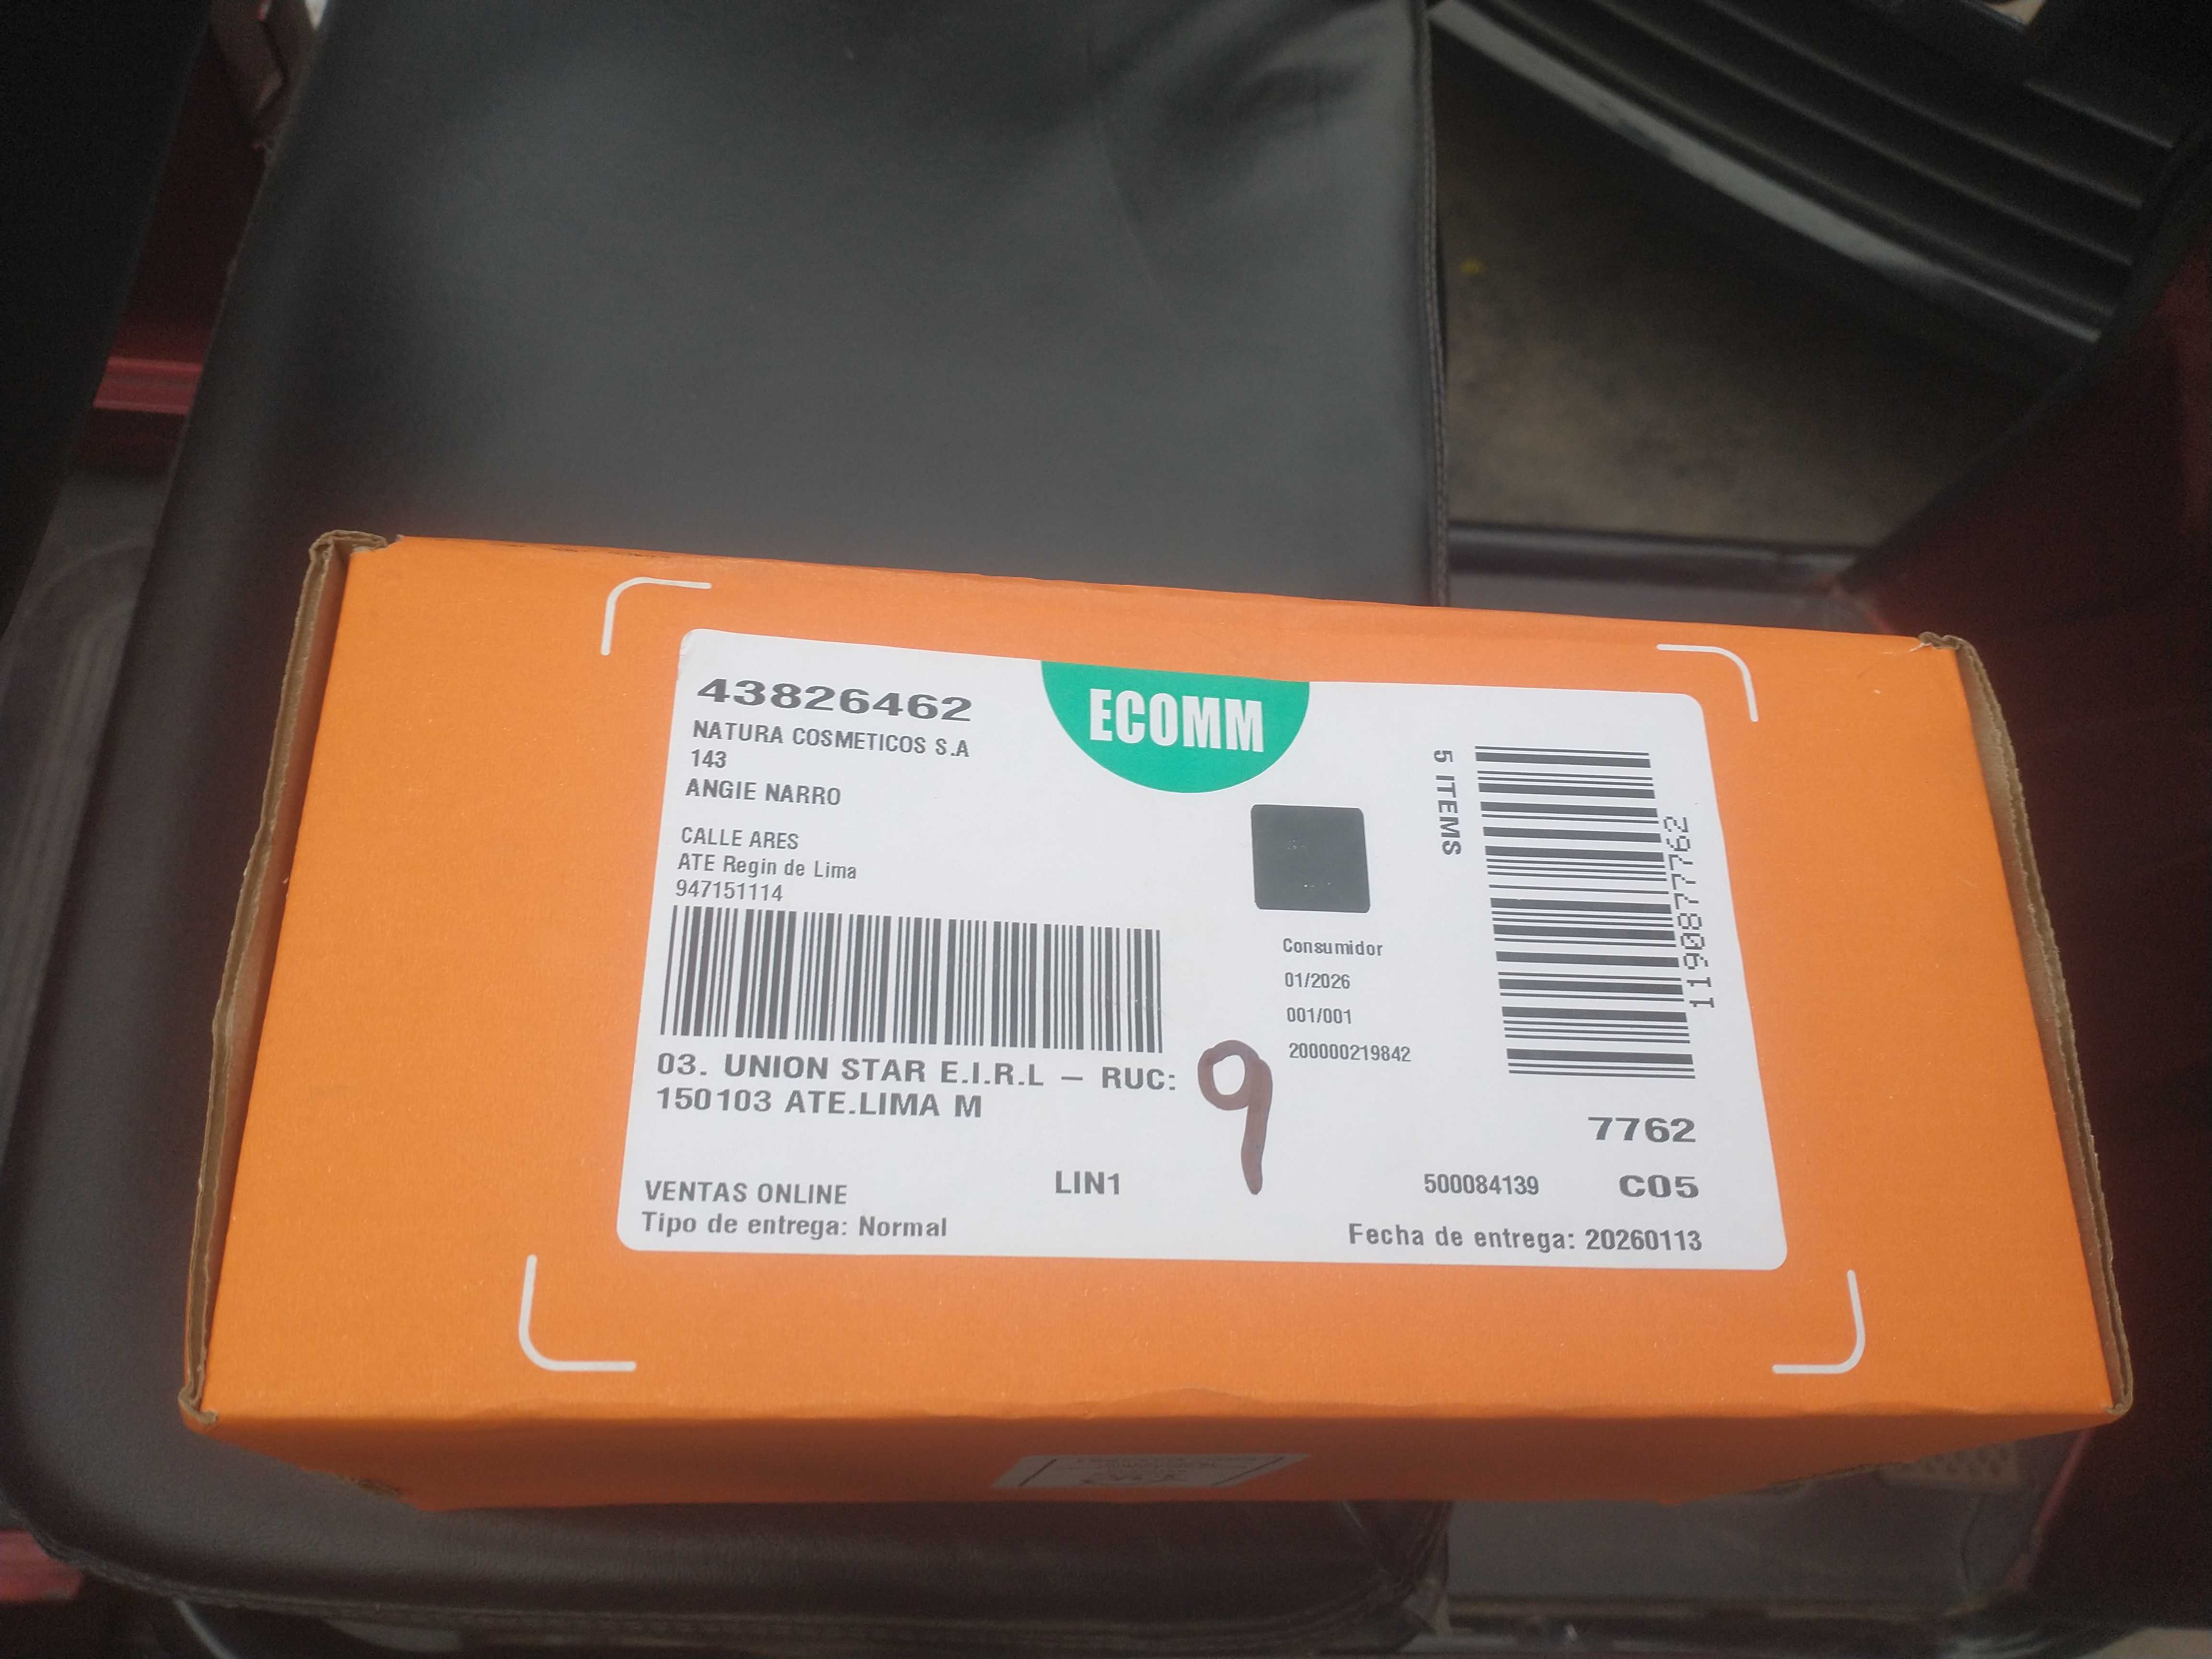 43826462
ECOMM
NATURA COSMETICOS S.A
143
ANGIE NARRO
CALLE ARES
ATE Regin de Lima
947151114
5 ITEMS
1160877762
Consumidor
01/2026
001/001
200000219842
03. UNION STAR E.I.R.L – RUC:
150103 ATE.LIMA M
9
7762
VENTAS ONLINE
LIN1
500084139 C05
Tipo de entrega: Normal
Fecha de entrega: 20260113